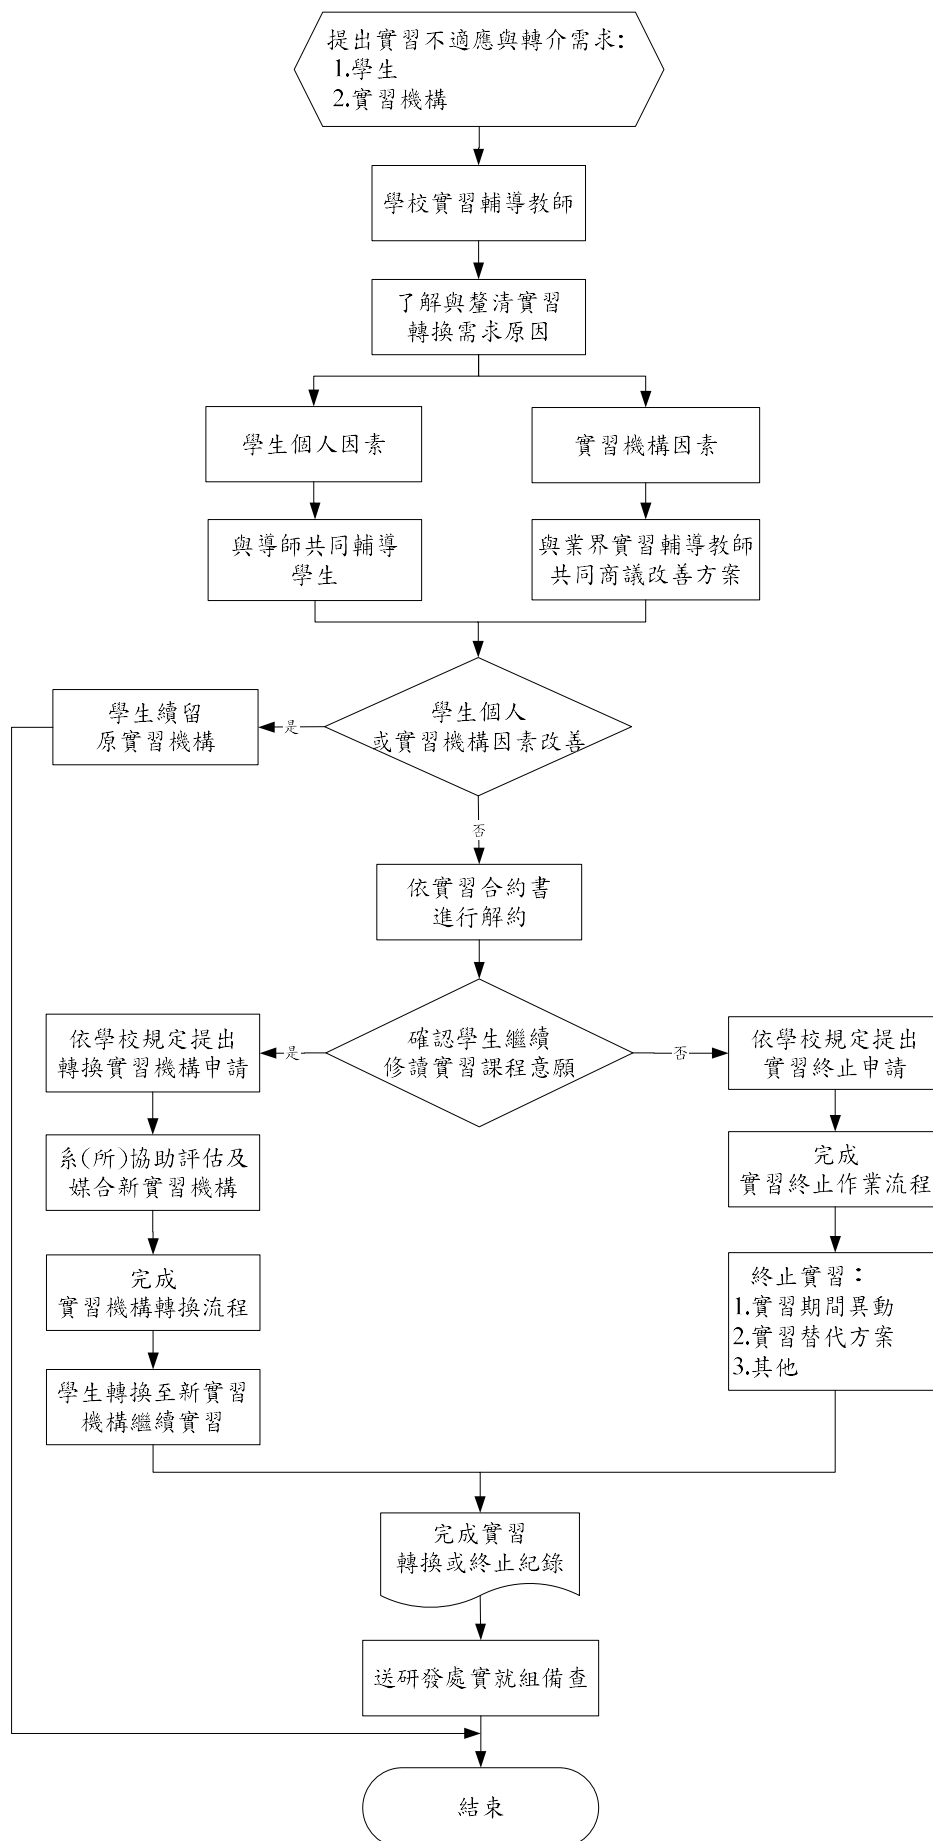 提出實習不適應與轉介需求：
1.學生
2.實習機構
學校實習輔導教師
了解與釐清實習
轉換需求原因
學生個人因素
實習機構因素
與導師共同輔導
學生
與業界實習輔導教師
共同商議改善方案
學生個人
或實習機構因素改善
是
學生續留
原實習機構
否
依實習合約書
進行解約
確認學生繼續
修讀實習課程意願
是
否
依學校規定提出
轉換實習機構申請
系(所)協助評估及
媒合新實習機構
完成
實習機構轉換流程
學生轉換至新實習
機構繼續實習
依學校規定提出
實習終止申請
完成
實習終止作業流程
終止實習：
1.實習期間異動
2.實習替代方案
3.其他
完成實習
轉換或終止紀錄
送研發處實就組備查
結束